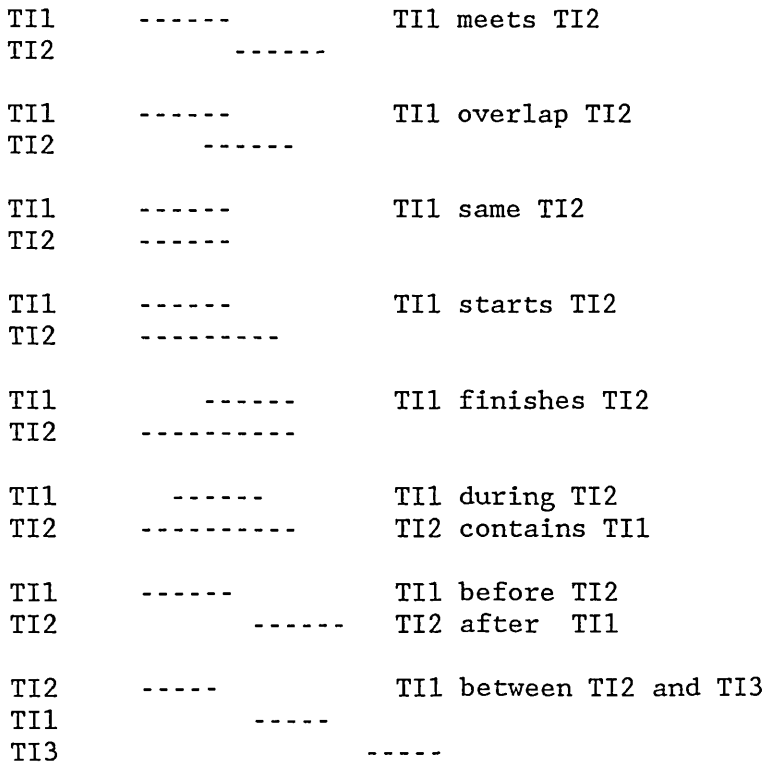 TI1 ------ TI1 meets TI2
TI2 ------
TI1 ------ TI1 overlap TI2
TI2 ------
TI1 ------ TI1 same TI2
TI2 ------
TI1 ------ TI1 starts TI2
TI2 ---------
TI1 ------ TI1 finishes TI2
TI2 ----------
TI1 ------ TI1 during TI2
TI2 ---------- TI2 contains TI1
TI1 ------ TI1 before TI2
TI2 ------ TI2 after TI1
TI2 ----- TI1 between TI2 and TI3
TI1 -----
TI3 -----